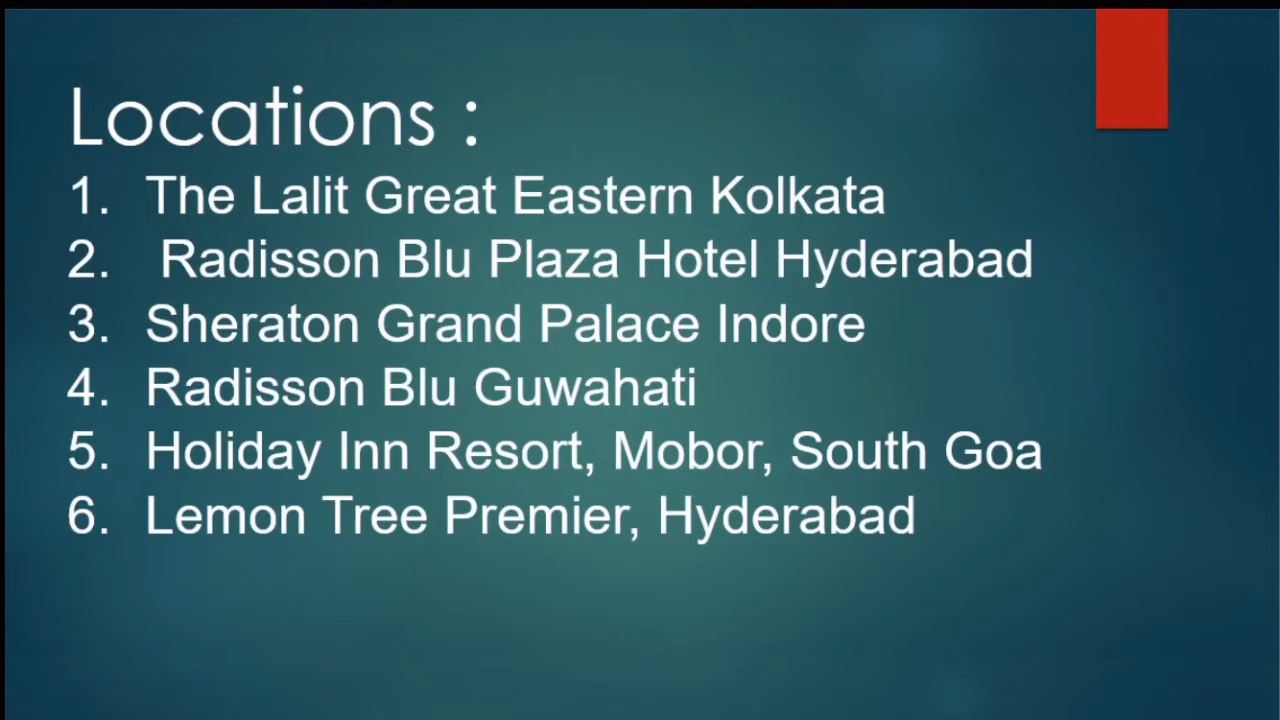 Locations :
1. The Lalit Great Eastern Kolkata
2. Radisson Blu Plaza Hotel Hyderabad
3. Sheraton Grand Palace Indore
4. Radisson Blu Guwahati
5. Holiday Inn Resort, Mobor, South Goa
6. Lemon Tree Premier, Hyderabad